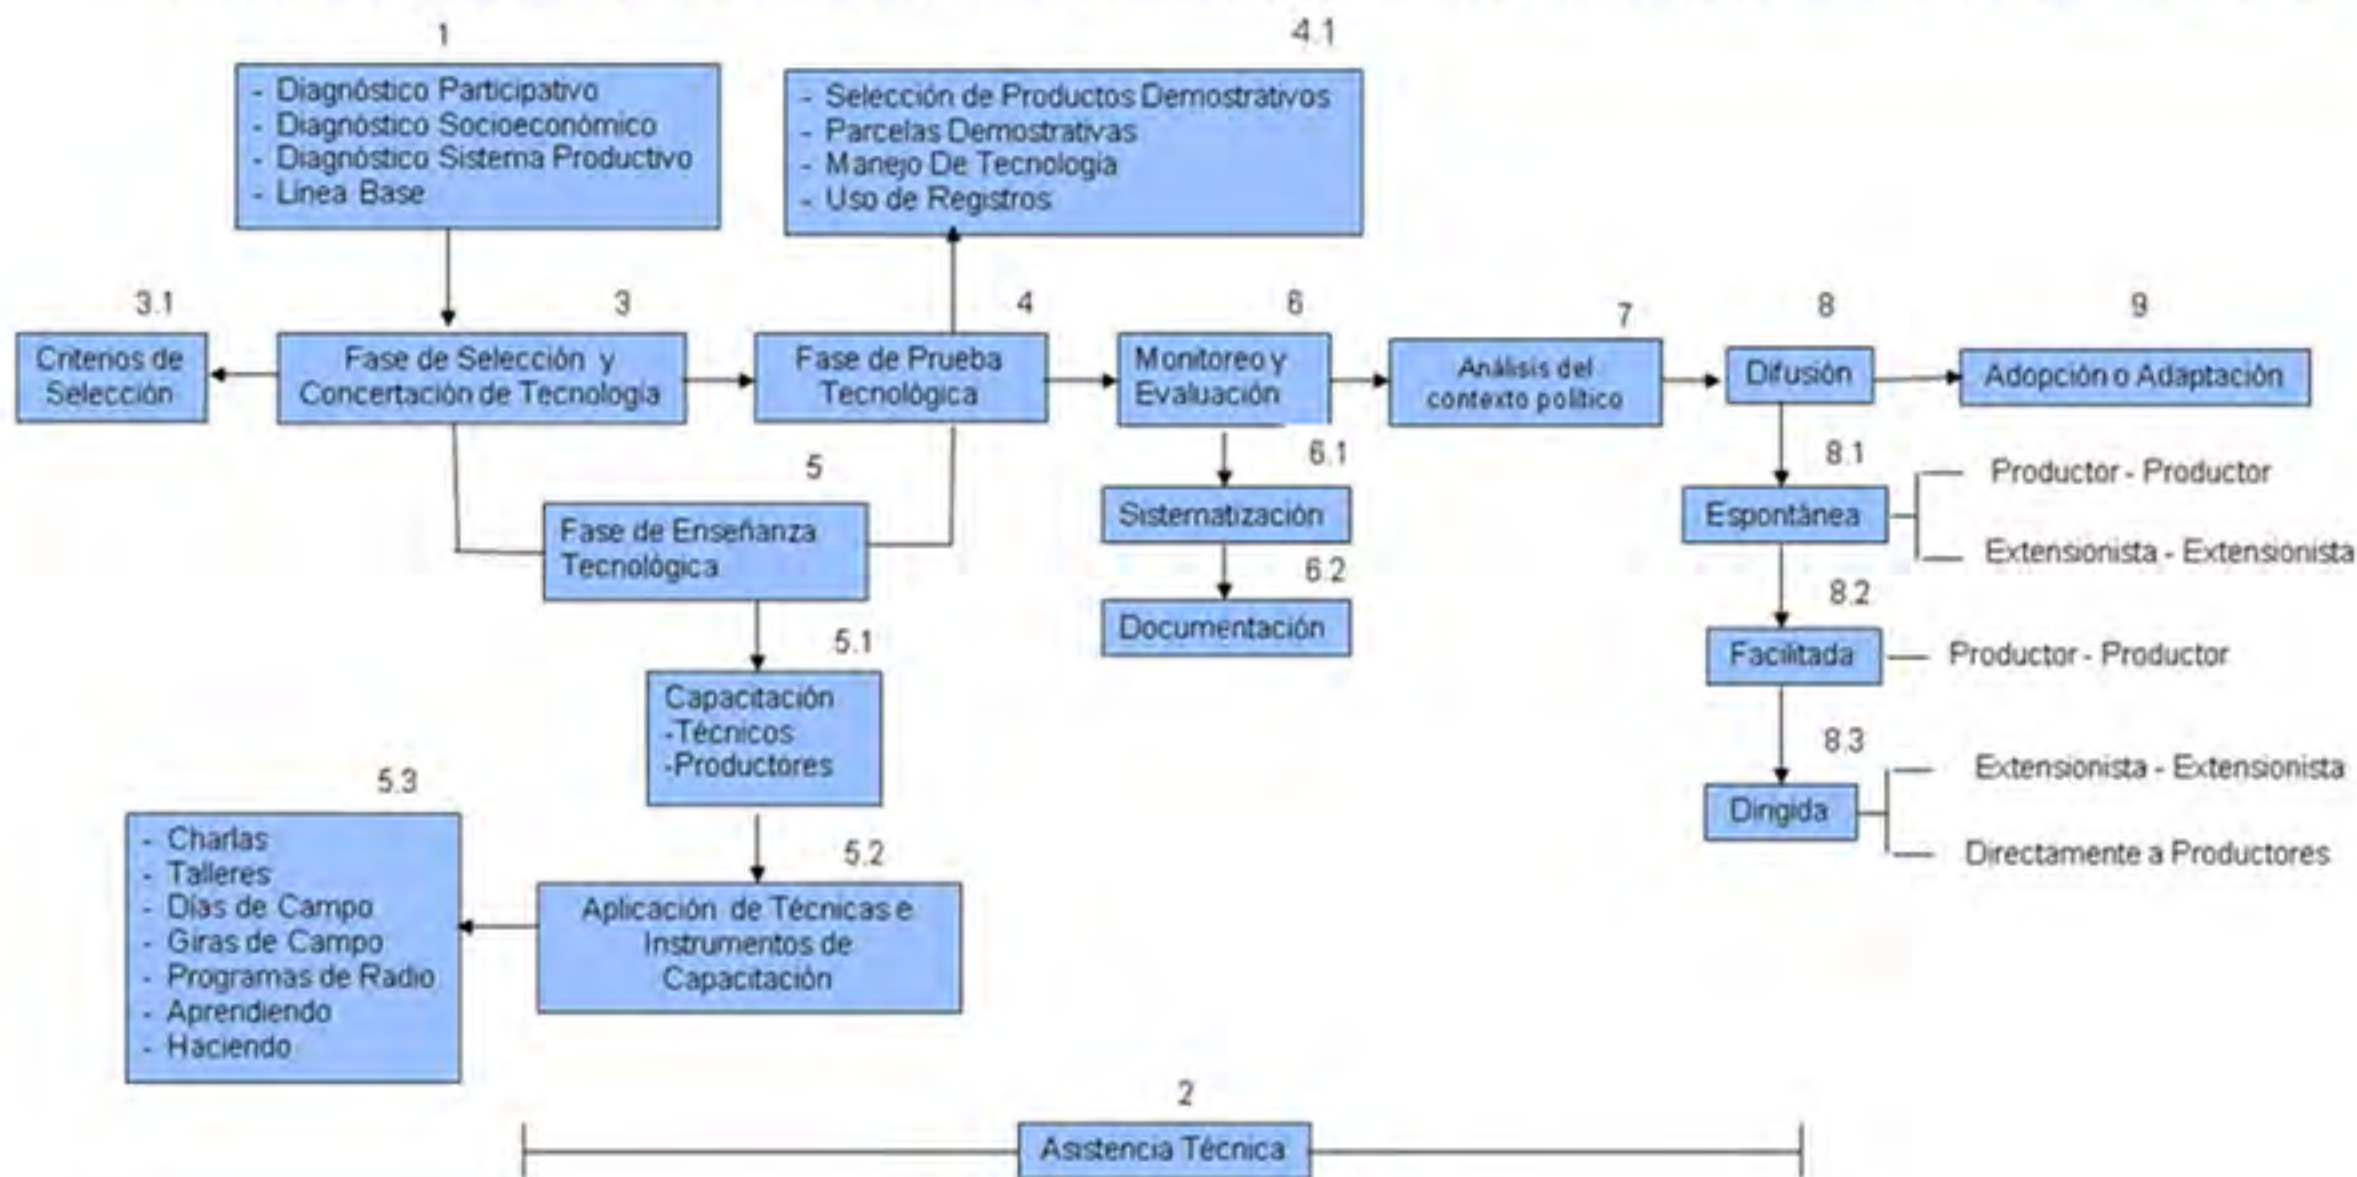 1
- Diagnóstico Participativo
- Diagnóstico Socioeconómico
- Diagnóstico Sistema Productivo
- Línea Base
4.1
- Selección de Productos Demostrativos
- Parcelas Demostrativas
- Manejo De Tecnología
- Uso de Registros
3.1
Criterios de
Selección
3
Fase de Selección y
Concertación de Tecnología
4
Fase de Prueba
Tecnológica
6
Monitoreo y
Evaluación
7
Análisis del
contexto político
8
Difusión
9
Adopción o Adaptación
5
Fase de Enseñanza
Tecnológica
6.1
Sistematización
6.2
Documentación
8.1
Espontánea
Productor - Productor
Extensionista - Extensionista
8.2
Facilitada
Productor - Productor
8.3
Dirigida
Extensionista - Extensionista
Directamente a Productores
5.1
Capacitación
-Técnicos
-Productores
5.2
Aplicación de Técnicas e
Instrumentos de
Capacitación
5.3
- Charlas
- Talleres
- Días de Campo
- Giras de Campo
- Programas de Radio
- Aprendiendo
- Haciendo
2
Asistencia Técnica